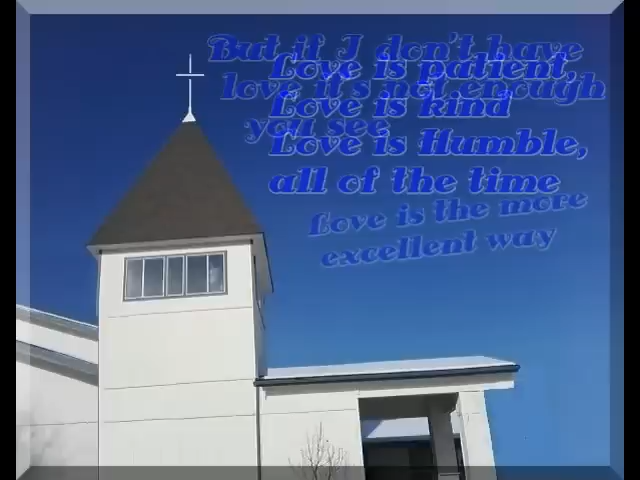 But if I don't have
Love is patient,
love it's not enough
Love is kind
you see
Love is Humble,
all of the time
Love is the more
excellent way